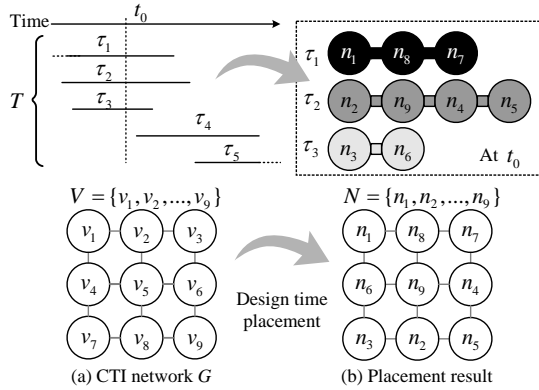 Time
t₀
T
τ₁
τ₂
τ₃
τ₄
τ₅
τ₁ n₁ n₈ n₇
τ₂ n₂ n₉ n₄ n₅
τ₃ n₃ n₆
At t₀
V = {v₁, v₂, ..., v₉}
v₁ v₂ v₃
v₄ v₅ v₆
v₇ v₈ v₉
(a) CTI network G
Design time
placement
N = {n₁, n₂, ..., n₉}
n₁ n₈ n₇
n₆ n₉ n₄
n₃ n₂ n₅
(b) Placement result